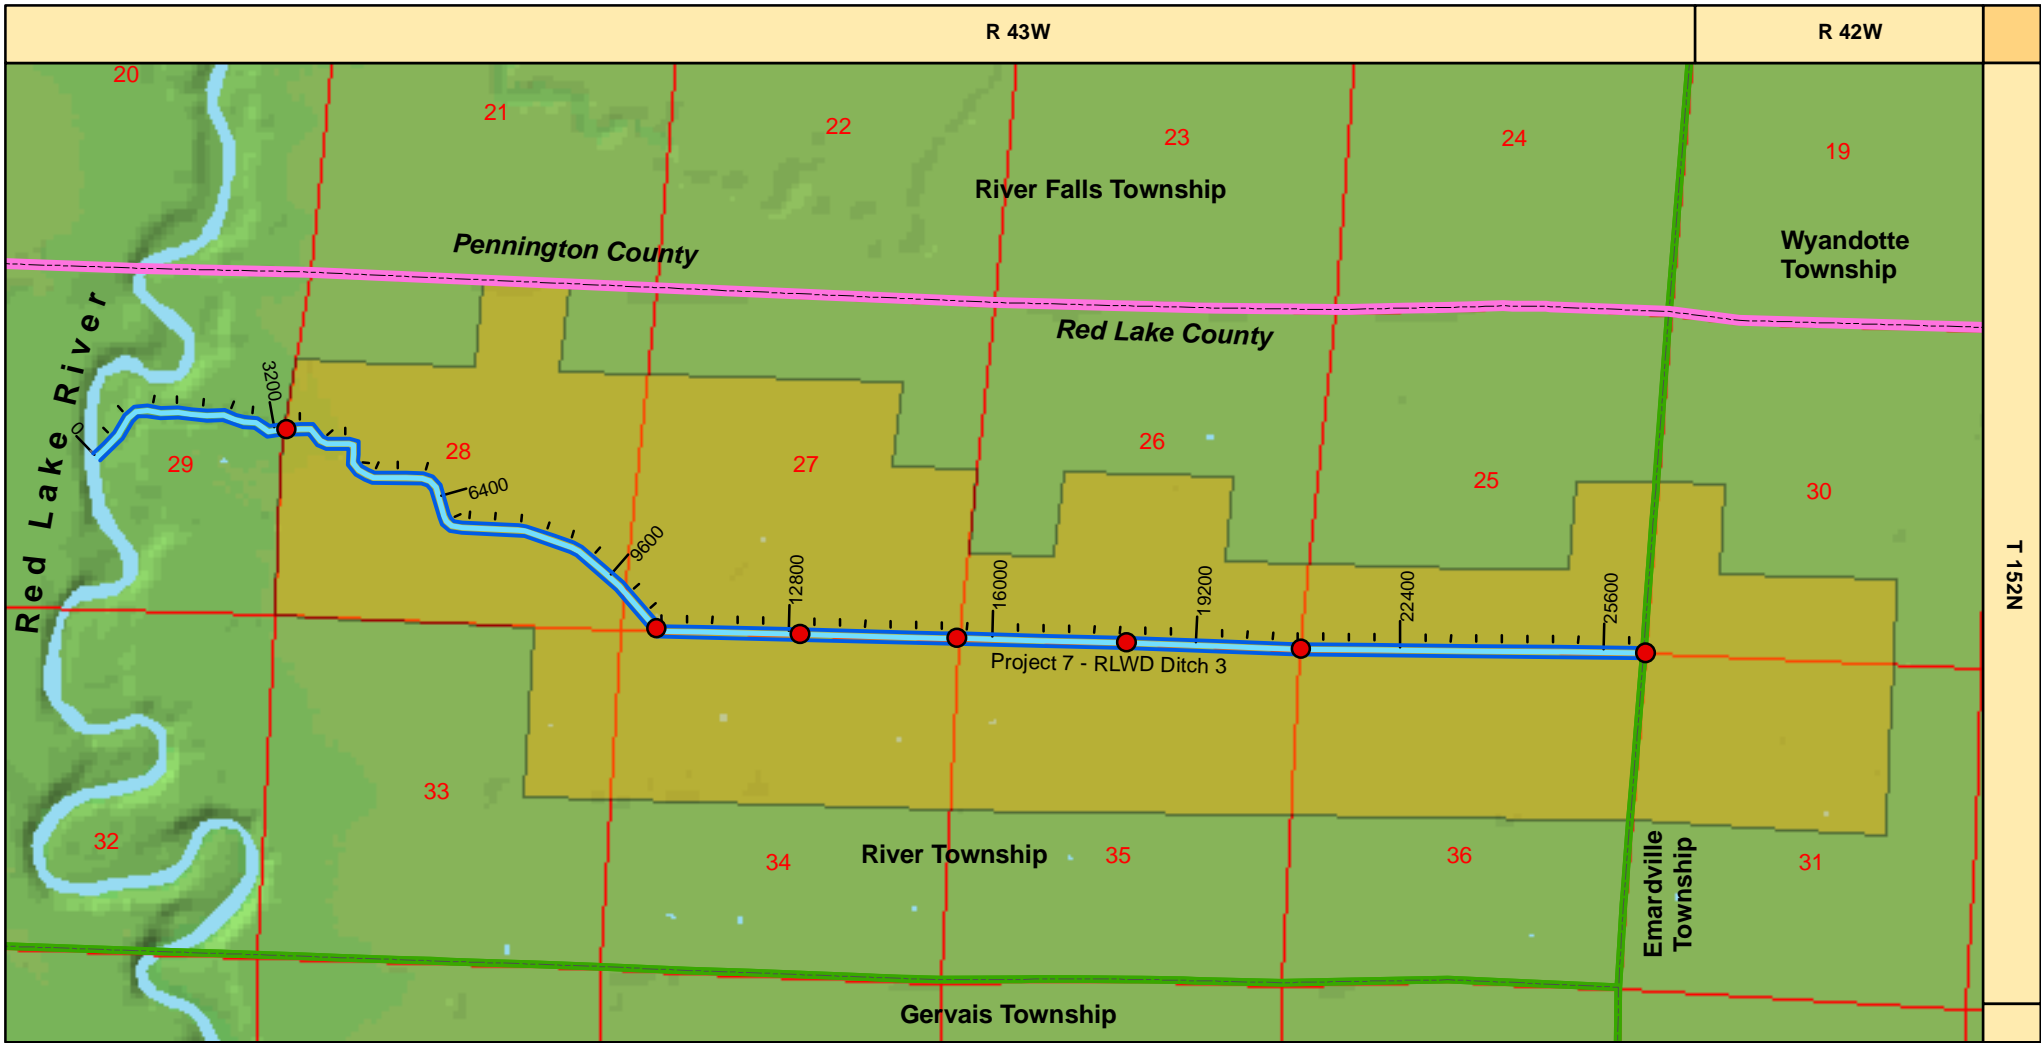 R 43W
R 42W
20
21
22
23
24
19
River Falls Township
Wyandotte
Township
Pennington County
Red Lake County
Red Lake River
0
3200
29
28
6400
27
26
25
30
9600
12800
16000
19200
22400
25600
T 152N
Project 7 - RLWD Ditch 3
33
32
34
River Township
35
36
Emardville
Township
31
Gervais Township